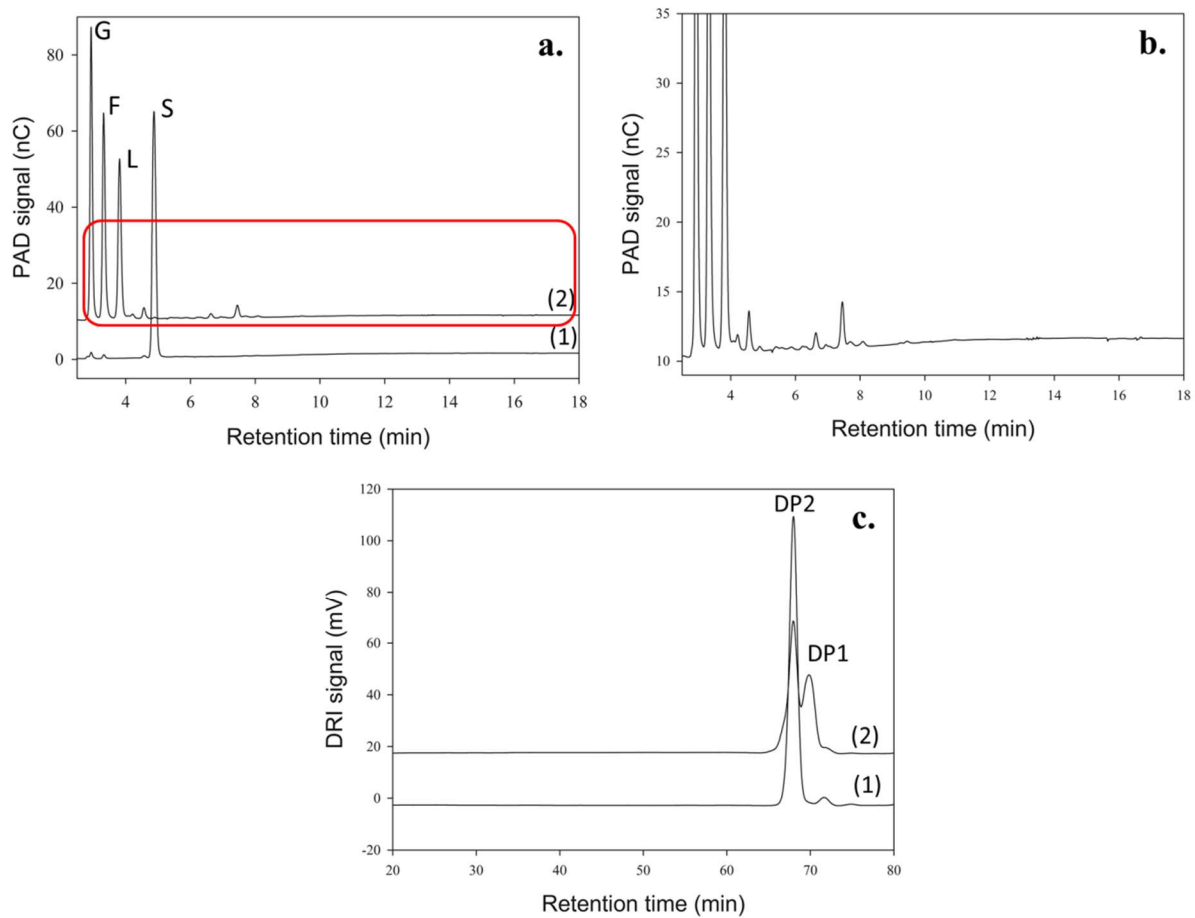 a.
G
F
S
L
(2)
(1)
80
60
40
20
0
4 6 8 10 12 14 16 18
PAD signal (nC)
Retention time (min)
b.
35
30
25
20
15
10
4 6 8 10 12 14 16 18
PAD signal (nC)
Retention time (min)
c.
DP2
DP1
(2)
(1)
120
100
80
60
40
20
0
-20
20 30 40 50 60 70 80
DRI signal (mV)
Retention time (min)